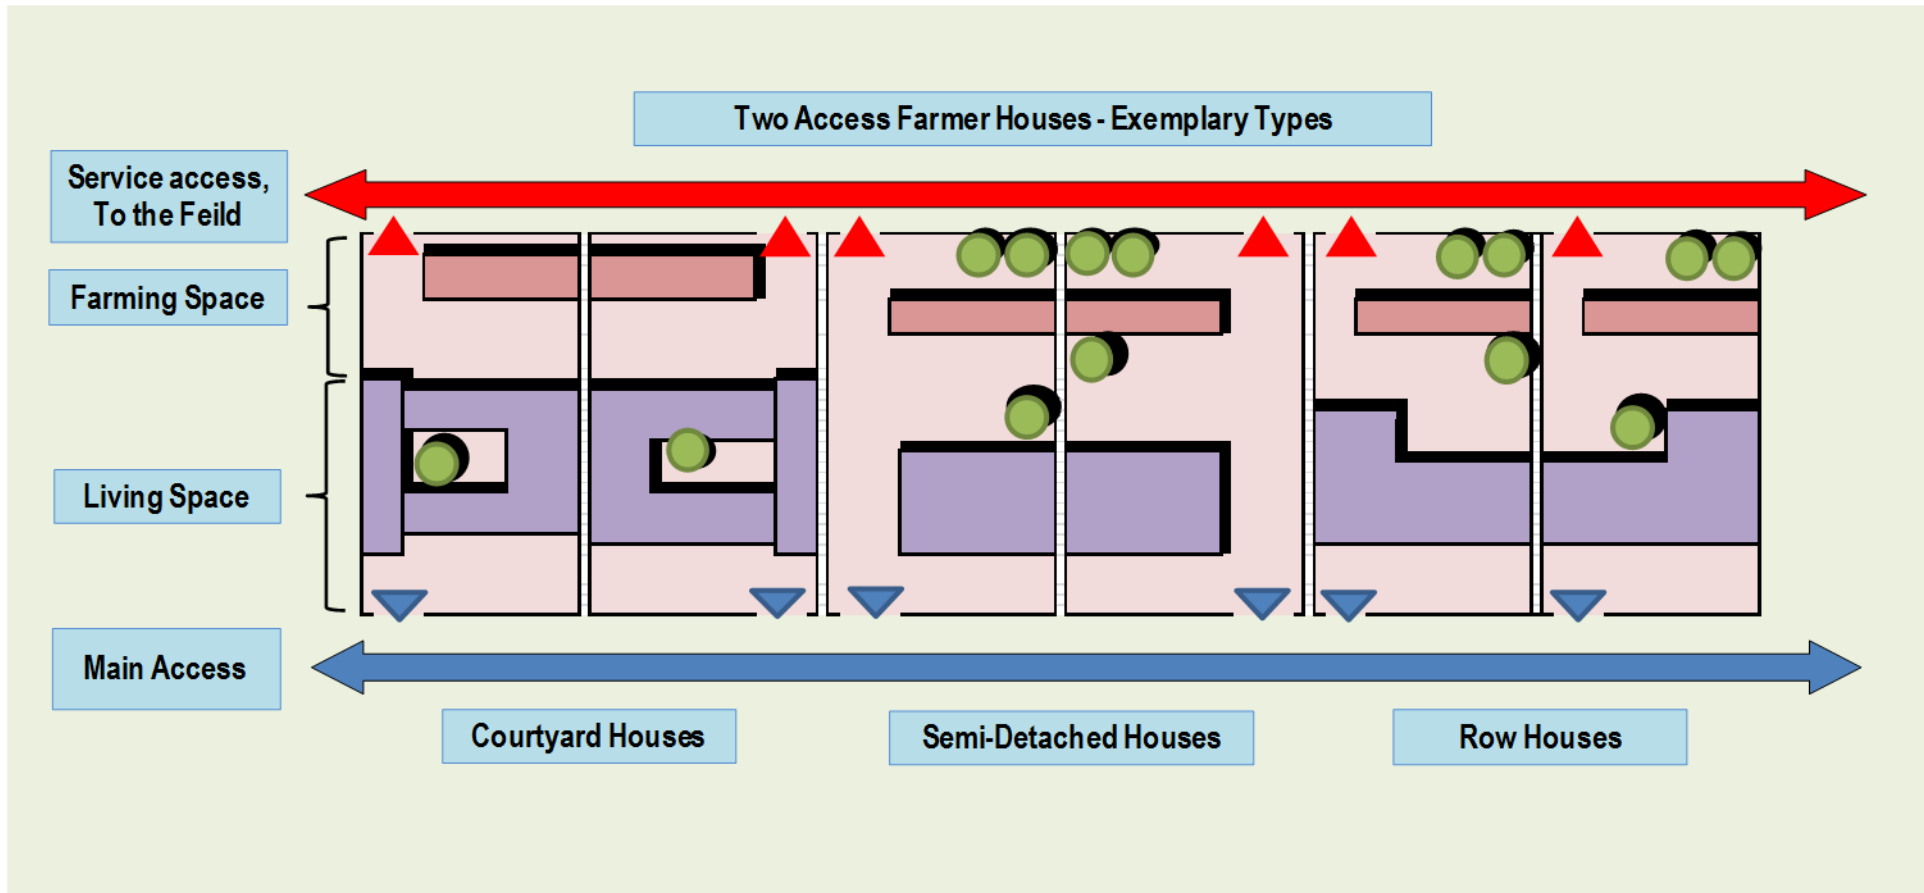 Two Access Farmer Houses - Exemplary Types
Service access,
To the Feild
Farming Space
Living Space
Main Access
Courtyard Houses
Semi-Detached Houses
Row Houses